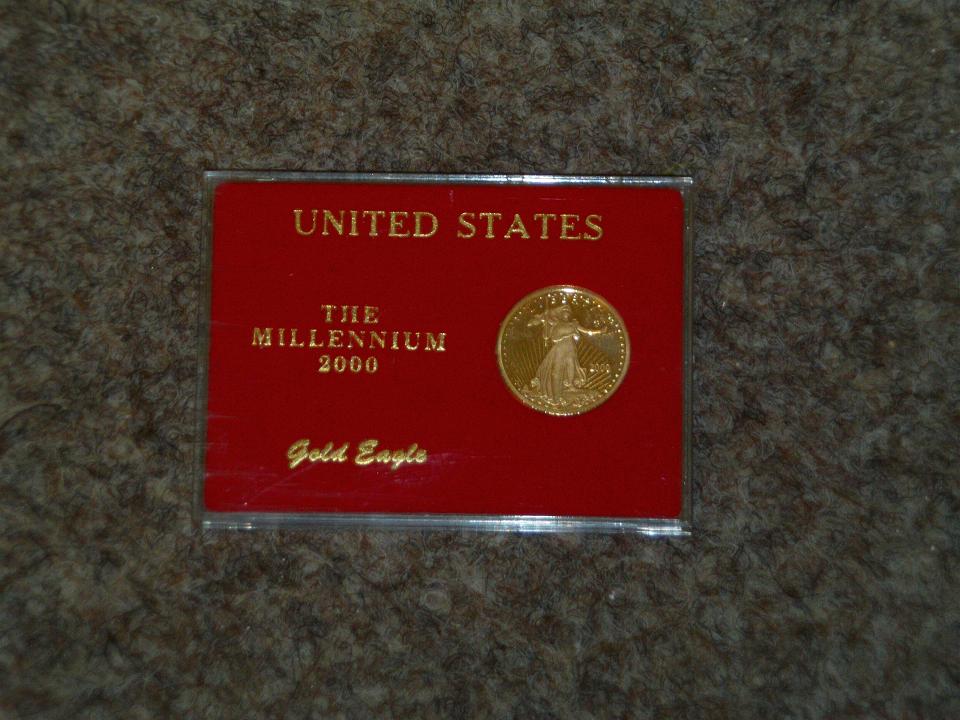 UNITED STATES
THE
MILLENNIUM
2000
Gold Eagle